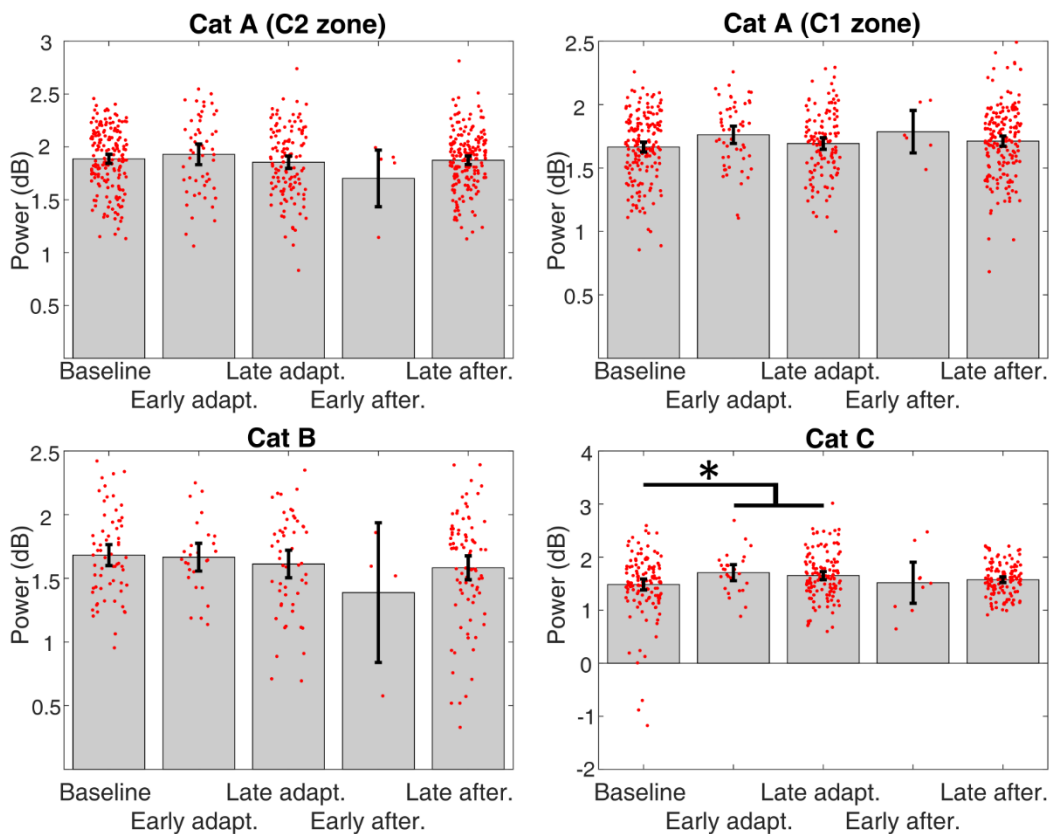 Cat A (C2 zone)
Power (dB)
3
2.5
2
1.5
1
0.5
Baseline Late adapt. Late after.
Early adapt. Early after.
Cat A (C1 zone)
Power (dB)
2.5
2
1.5
1
0.5
Baseline Late adapt. Late after.
Early adapt. Early after.
Cat B
Power (dB)
2.5
2
1.5
1
0.5
Baseline Late adapt. Late after.
Early adapt. Early after.
Cat C
Power (dB)
4
3
2
1
0
-1
-2
*
Baseline Late adapt. Late after.
Early adapt. Early after.